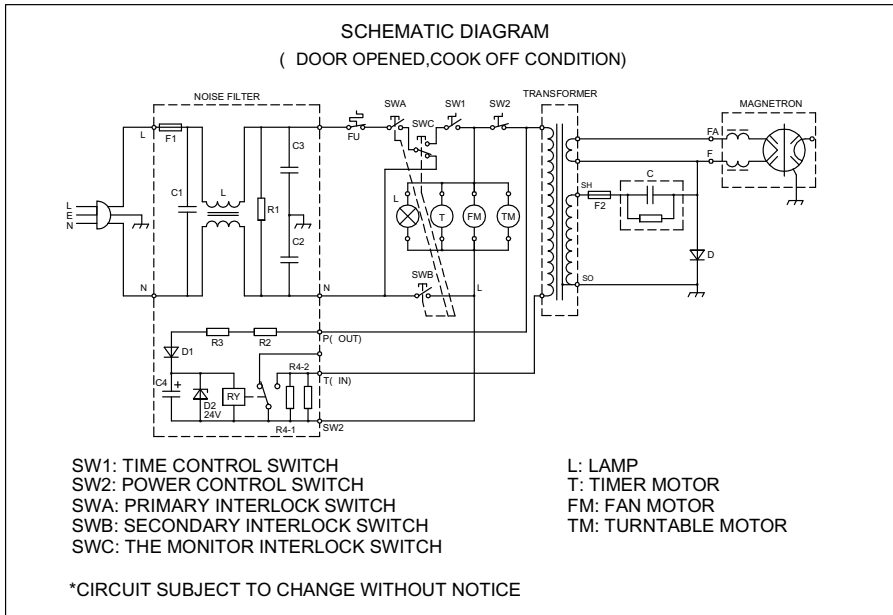 SCHEMATIC DIAGRAM
( DOOR OPENED,COOK OFF CONDITION)
NOISE FILTER
TRANSFORMER
MAGNETRON
SWA
SWC
SW1
SW2
L
F1
FU
FA
F
C3
C1
L
R1
C2
L
E
N
L
T
FM
TM
SH
F2
C
D
SWB
L
N
N
SO
P( OUT)
R3
R2
D1
R4-2
T( IN)
C4
+
D2
24V
RY
R4-1
SW2
SW1: TIME CONTROL SWITCH
SW2: POWER CONTROL SWITCH
SWA: PRIMARY INTERLOCK SWITCH
SWB: SECONDARY INTERLOCK SWITCH
SWC: THE MONITOR INTERLOCK SWITCH
L: LAMP
T: TIMER MOTOR
FM: FAN MOTOR
TM: TURNTABLE MOTOR
*CIRCUIT SUBJECT TO CHANGE WITHOUT NOTICE